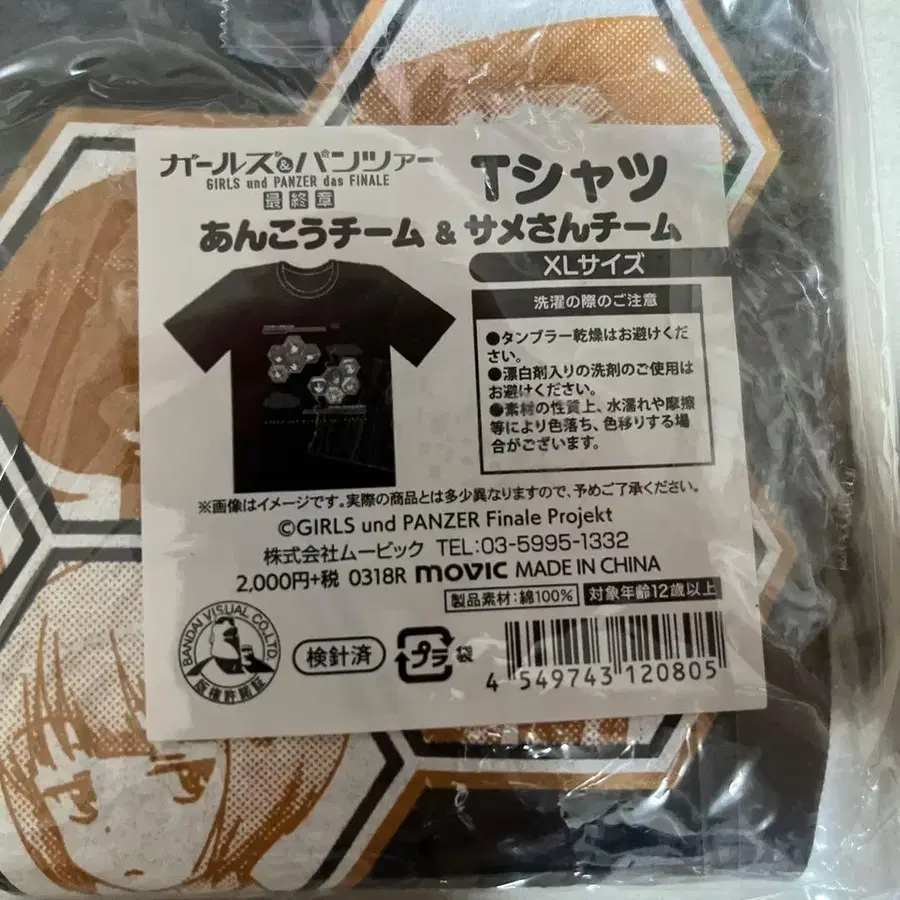 ガールズ&パンツァー
GIRLS und PANZER das FINALE
最終章
Tシャツ
あんこうチーム & サメさんチーム
XLサイズ
洗濯の際のご注意
●タンブラー乾燥はお避けくだ
さい。
●漂白剤入りの洗剤のご使用は
お避けください。
●素材の性質上、水濡れや摩擦
等により色落ち、色移りする場
合がございます。
※画像はイメージです。実際の商品とは多少異なりますので、予めご了承ください。
©GIRLS und PANZER Finale Projekt
株式会社ムービック TEL:03-5995-1332
2,000円+税 0318R movic MADE IN CHINA
製品素材:綿100% 対象年齢12歳以上
BANDAI VISUAL CO.,LTD.
版権許諾証
検針済
プラ 袋
4 549743 120805